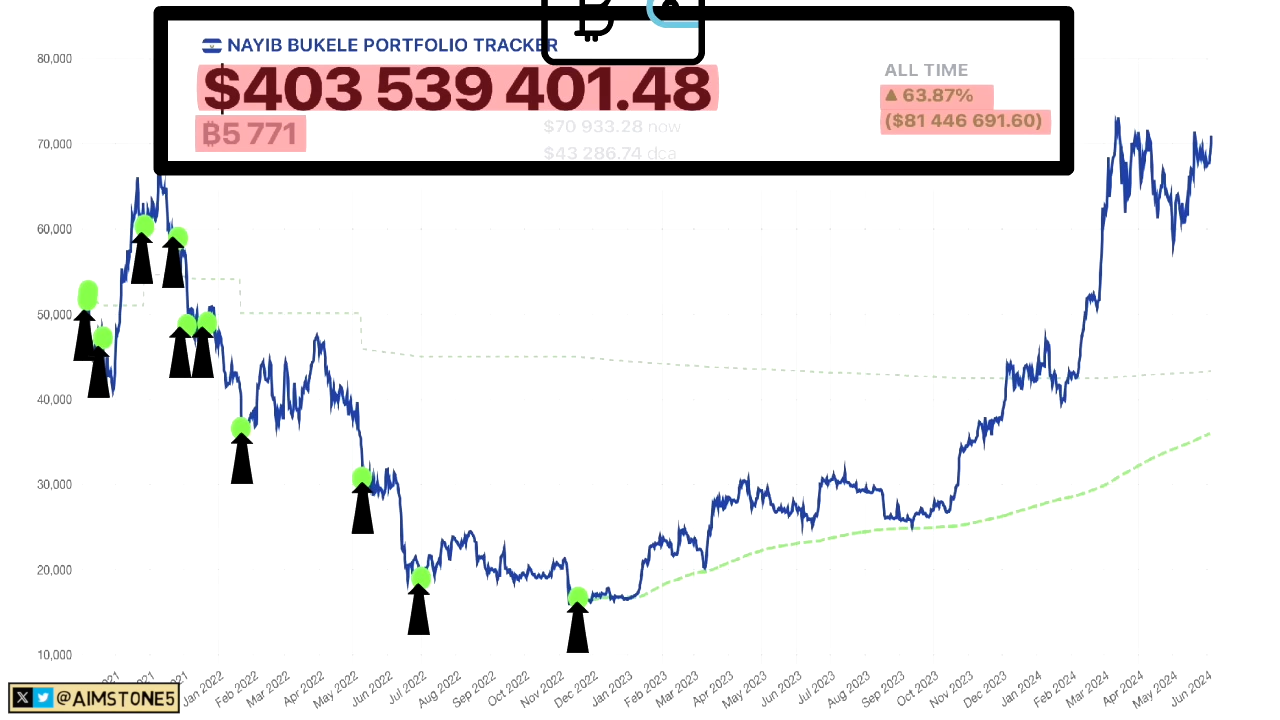 80,000
70,000
60,000
50,000
40,000
30,000
20,000
10,000
NAYIB BUKELE PORTFOLIO TRACKER
$403 539 401.48
₿5 771
$70 933.28 now
$43 286.74 dca
ALL TIME
▲ 63.87%
($81 446 691.60)
Jan 2022
Feb 2022
Mar 2022
Apr 2022
May 2022
Jun 2022
Jul 2022
Aug 2022
Sep 2022
Oct 2022
Nov 2022
Dec 2022
Jan 2023
Feb 2023
Mar 2023
Apr 2023
May 2023
Jun 2023
Jul 2023
Aug 2023
Sep 2023
Oct 2023
Nov 2023
Dec 2023
Jan 2024
Feb 2024
Mar 2024
Apr 2024
May 2024
Jun 2024
@AIMSTONE5